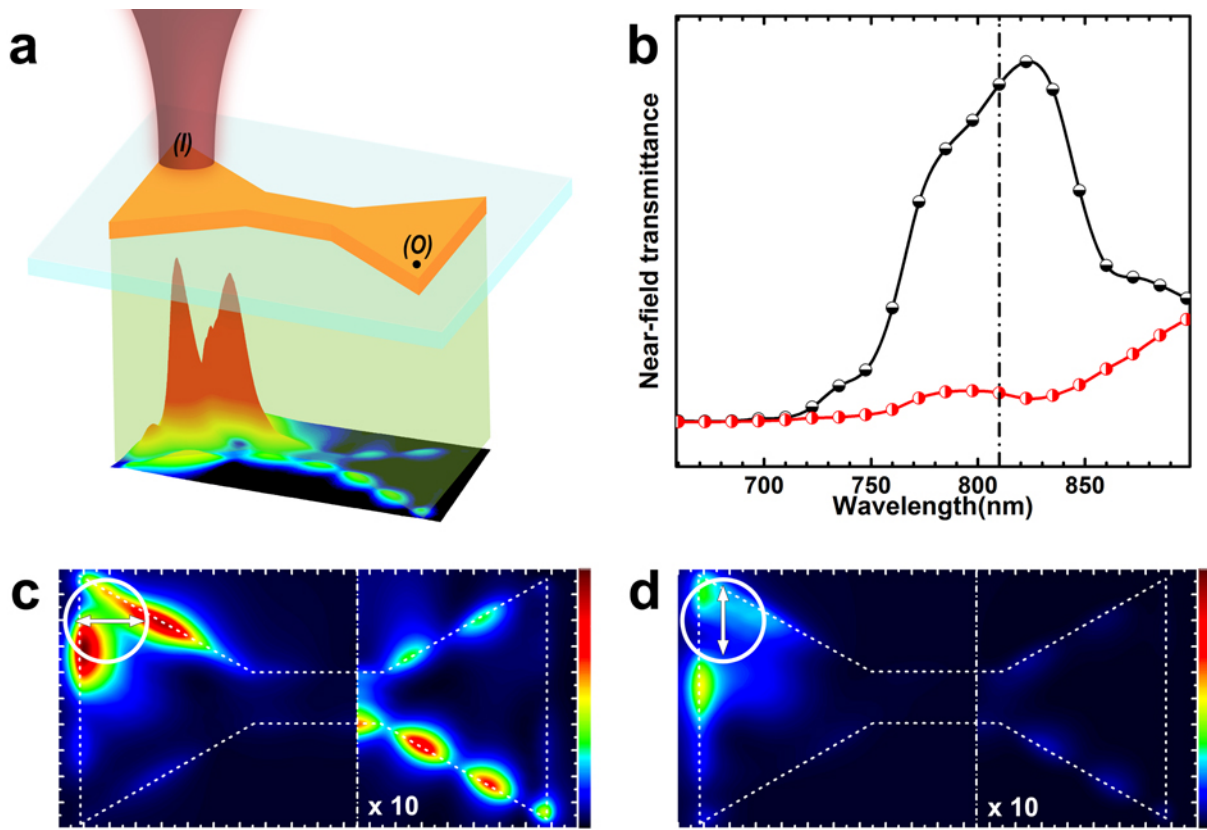 a
(I)
(O)
b
Near-field transmittance
700
750
800
850
Wavelength(nm)
c
x 10
d
x 10